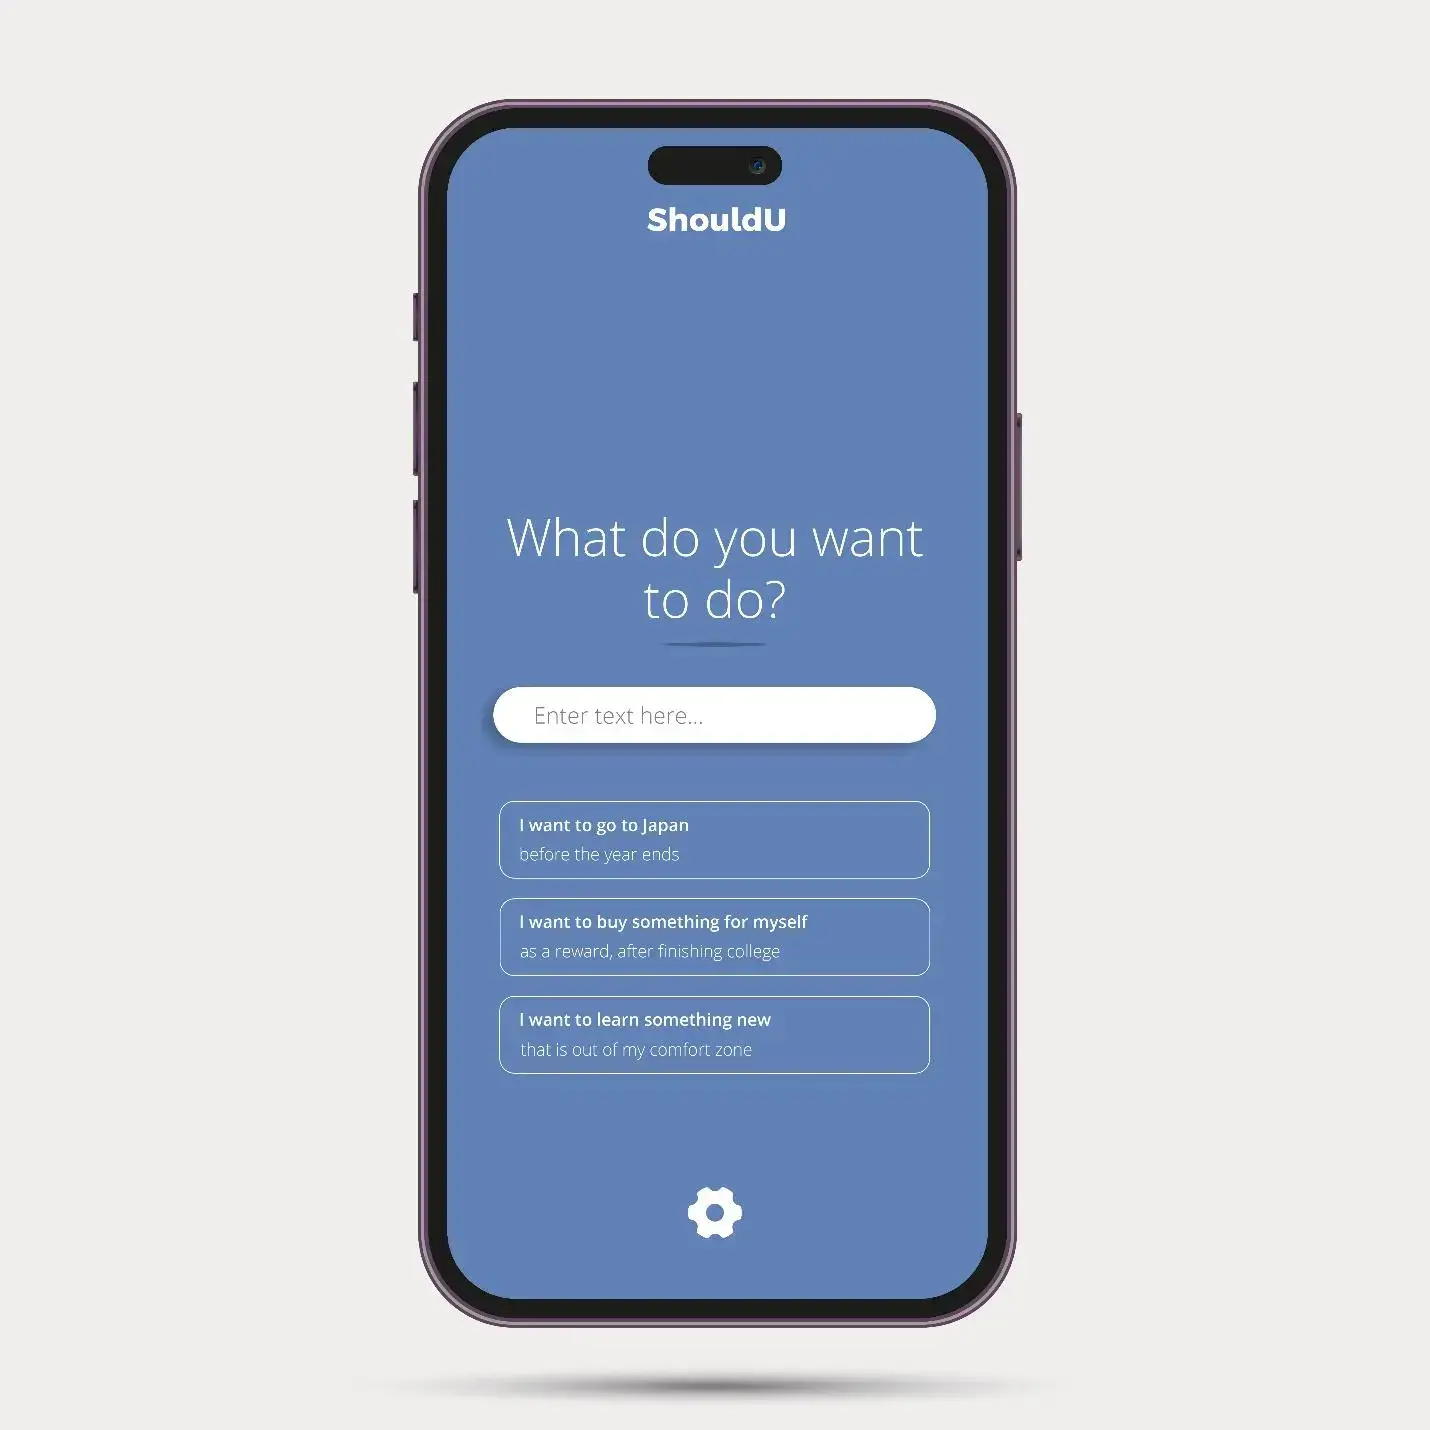 ShouldU
What do you want
to do?
Enter text here...
I want to go to Japan
before the year ends
I want to buy something for myself
as a reward, after finishing college
I want to learn something new
that is out of my comfort zone